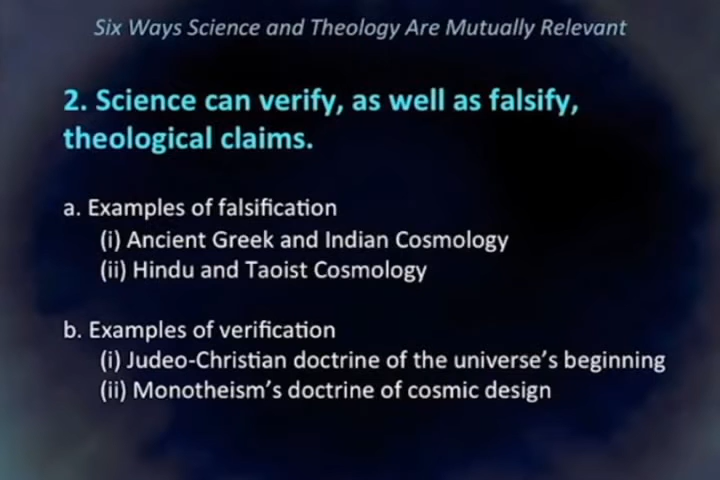 Six Ways Science and Theology Are Mutually Relevant
2. Science can verify, as well as falsify,
theological claims.
a. Examples of falsification
(i) Ancient Greek and Indian Cosmology
(ii) Hindu and Taoist Cosmology
b. Examples of verification
(i) Judeo-Christian doctrine of the universe's beginning
(ii) Monotheism's doctrine of cosmic design